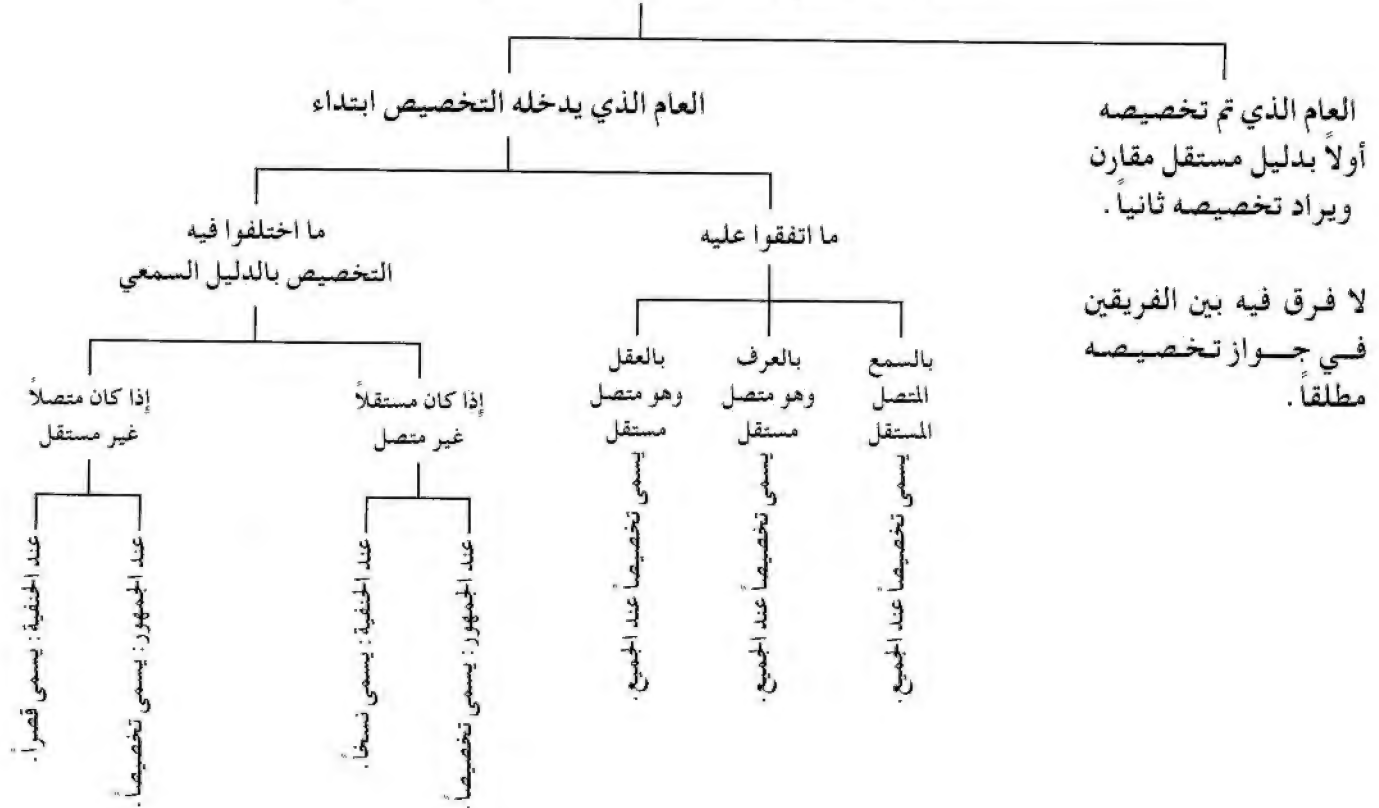 العام الذي تم تخصيصه
أولاً بدليل مستقل مقارن
ويراد تخصيصه ثانياً.
لا فرق فيه بين الفريقين
في جواز تخصيصه
مطلقاً.
العام الذي يدخله التخصيص ابتداء
ما اتفقوا عليه
بالسمع
المتصل
المستقل
يسمى تخصيصاً عند الجميع.
بالعرف
وهو متصل
مستقل
يسمى تخصيصاً عند الجميع.
بالعقل
وهو متصل
مستقل
يسمى تخصيصاً عند الجميع.
ما اختلفوا فيه
التخصيص بالدليل السمعي
إذا كان مستقلاً
غير متصل
عند الجمهور: يسمى تخصيصاً.
عند الحنفية: يسمى نسخاً.
إذا كان متصلاً
غير مستقل
عند الجمهور: يسمى تخصيصاً.
عند الحنفية: يسمى قصراً.